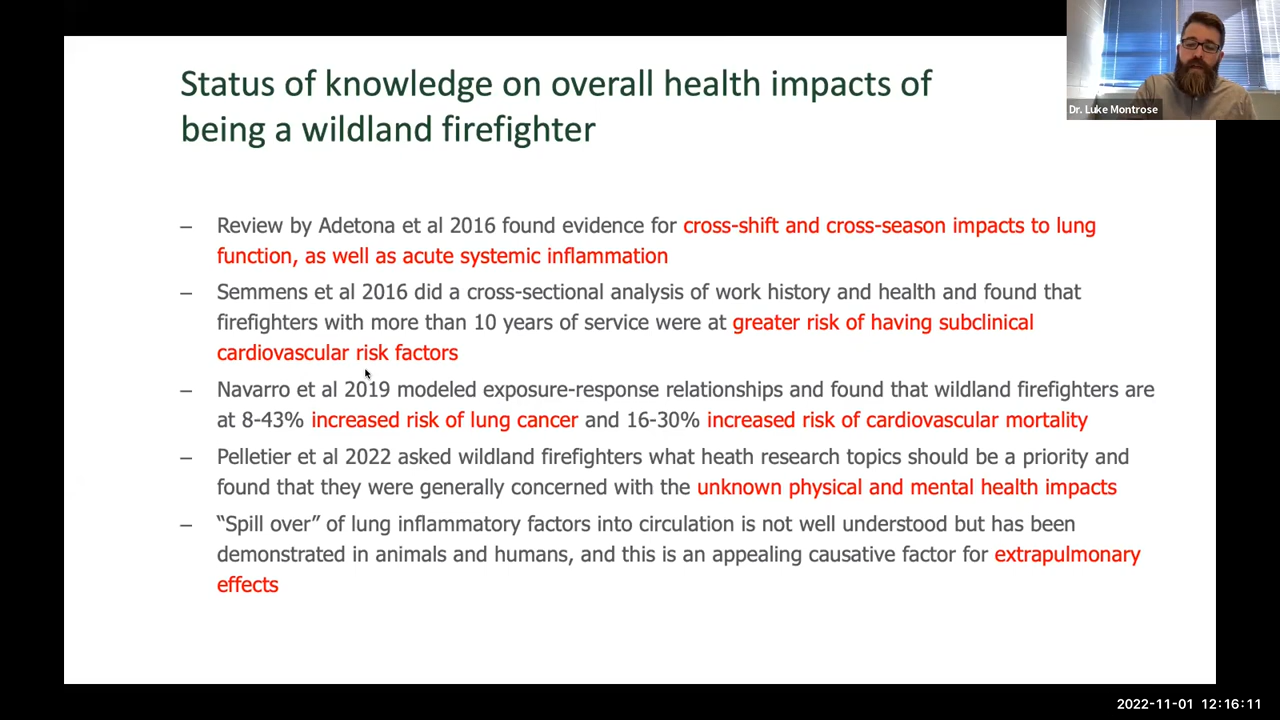 Status of knowledge on overall health impacts of
being a wildland firefighter
Dr. Luke Montrose
– Review by Adetona et al 2016 found evidence for cross-shift and cross-season impacts to lung
function, as well as acute systemic inflammation
– Semmens et al 2016 did a cross-sectional analysis of work history and health and found that
firefighters with more than 10 years of service were at greater risk of having subclinical
cardiovascular risk factors
– Navarro et al 2019 modeled exposure-response relationships and found that wildland firefighters are
at 8-43% increased risk of lung cancer and 16-30% increased risk of cardiovascular mortality
– Pelletier et al 2022 asked wildland firefighters what heath research topics should be a priority and
found that they were generally concerned with the unknown physical and mental health impacts
– “Spill over” of lung inflammatory factors into circulation is not well understood but has been
demonstrated in animals and humans, and this is an appealing causative factor for extrapulmonary
effects
2022-11-01 12:16:11